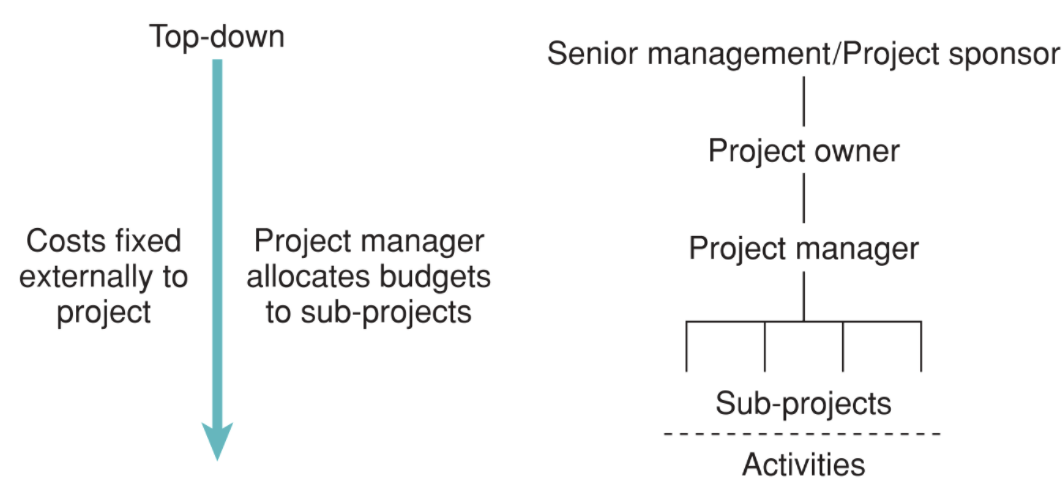 Top-down
Costs fixed
externally to
project
Project manager
allocates budgets
to sub-projects
Senior management/Project sponsor
Project owner
Project manager
Sub-projects
Activities